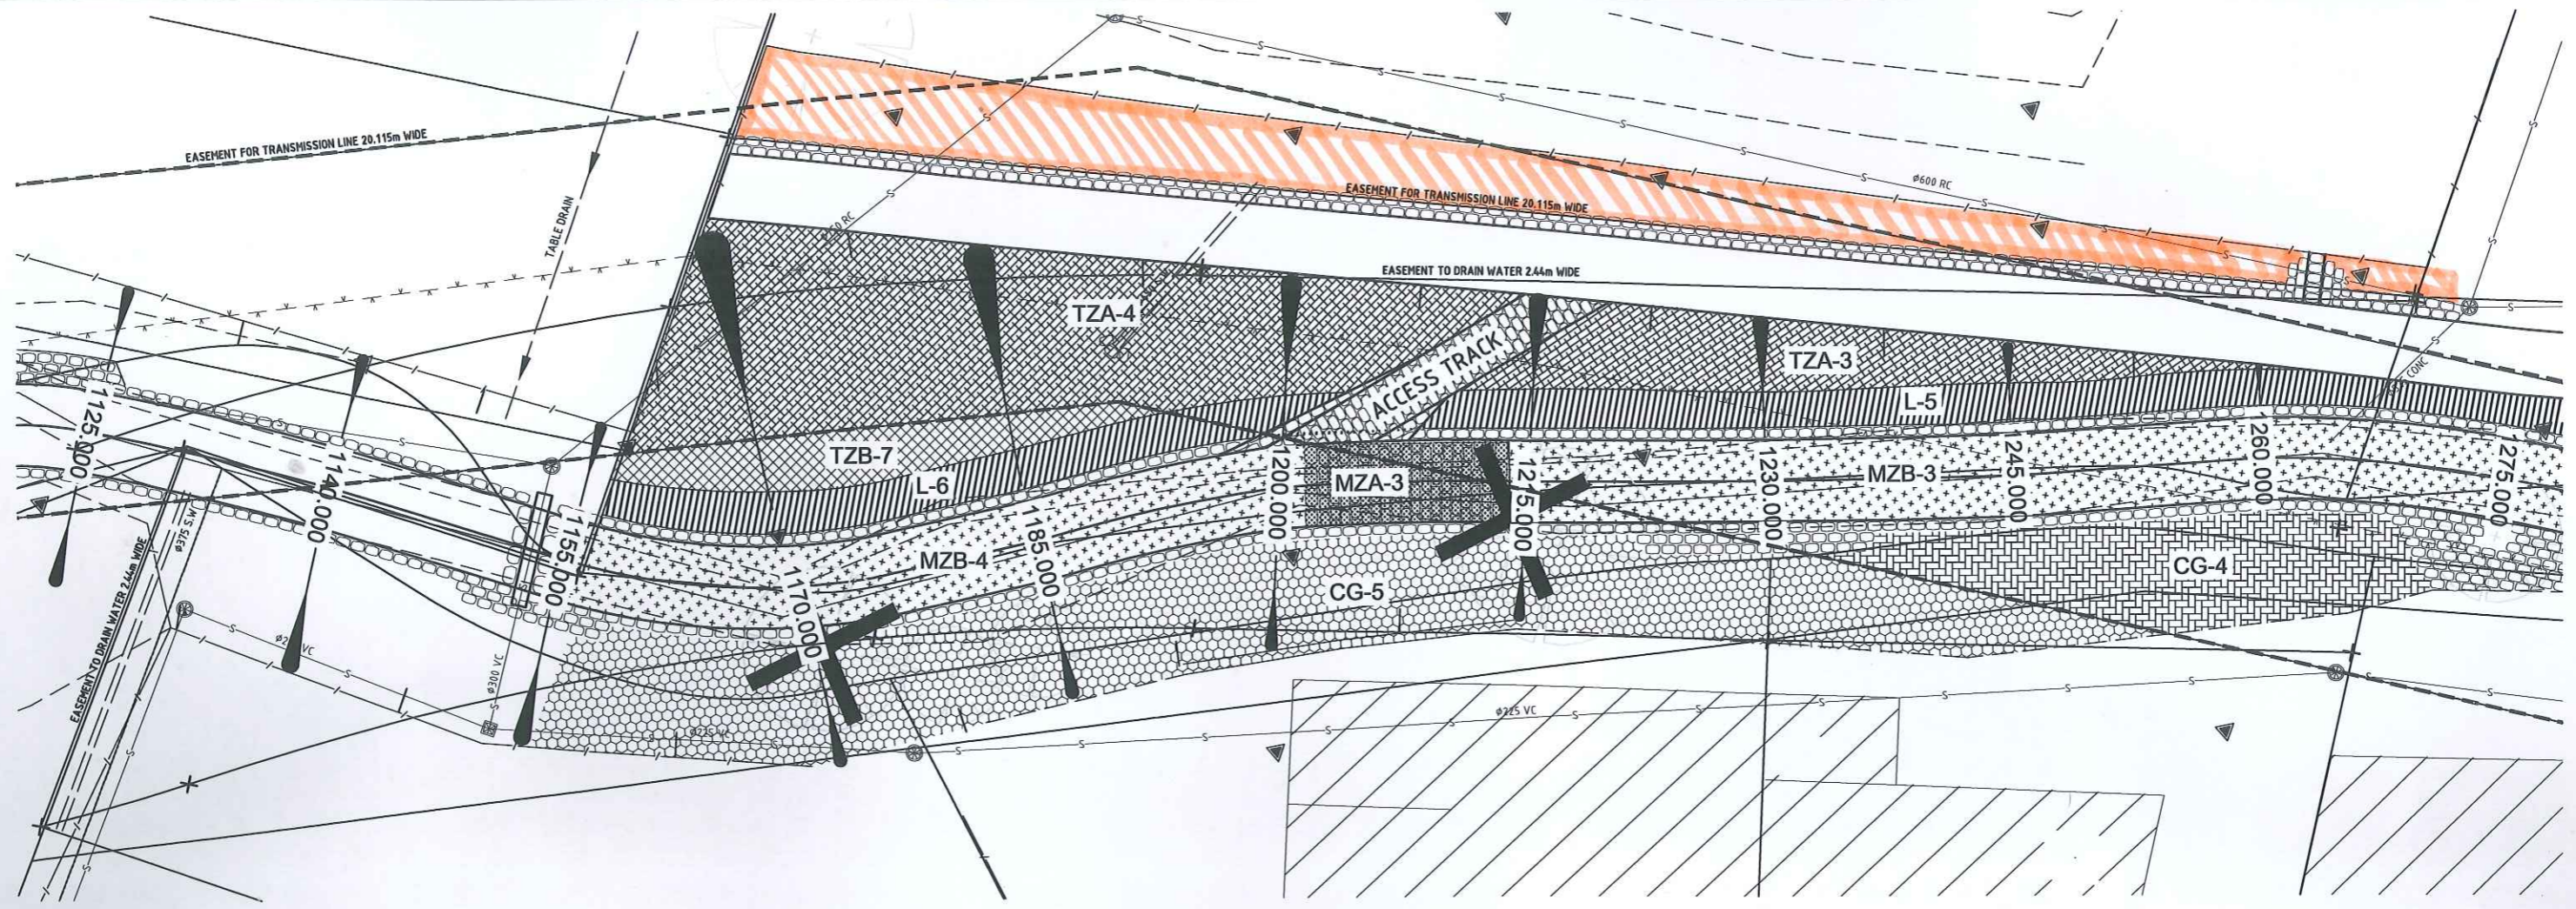 EASEMENT FOR TRANSMISSION LINE 20.115m WIDE
TABLE DRAIN
Ø600 RC
EASEMENT FOR TRANSMISSION LINE 20.115m WIDE
EASEMENT TO DRAIN WATER 2.44m WIDE
TZA-4
ACCESS TRACK
TZA-3
L-5
CONC
TZB-7
L-6
MZA-3
MZB-3
MZB-4
CG-5
CG-4
1125.000
1140.000
1155.000
1170.000
1185.000
1200.000
1215.000
1230.000
1245.000
1260.000
1275.000
Ø375 S.W
EASEMENT TO DRAIN WATER 2.44m WIDE
VC
Ø300 VC
Ø225 VC
Ø225 VC